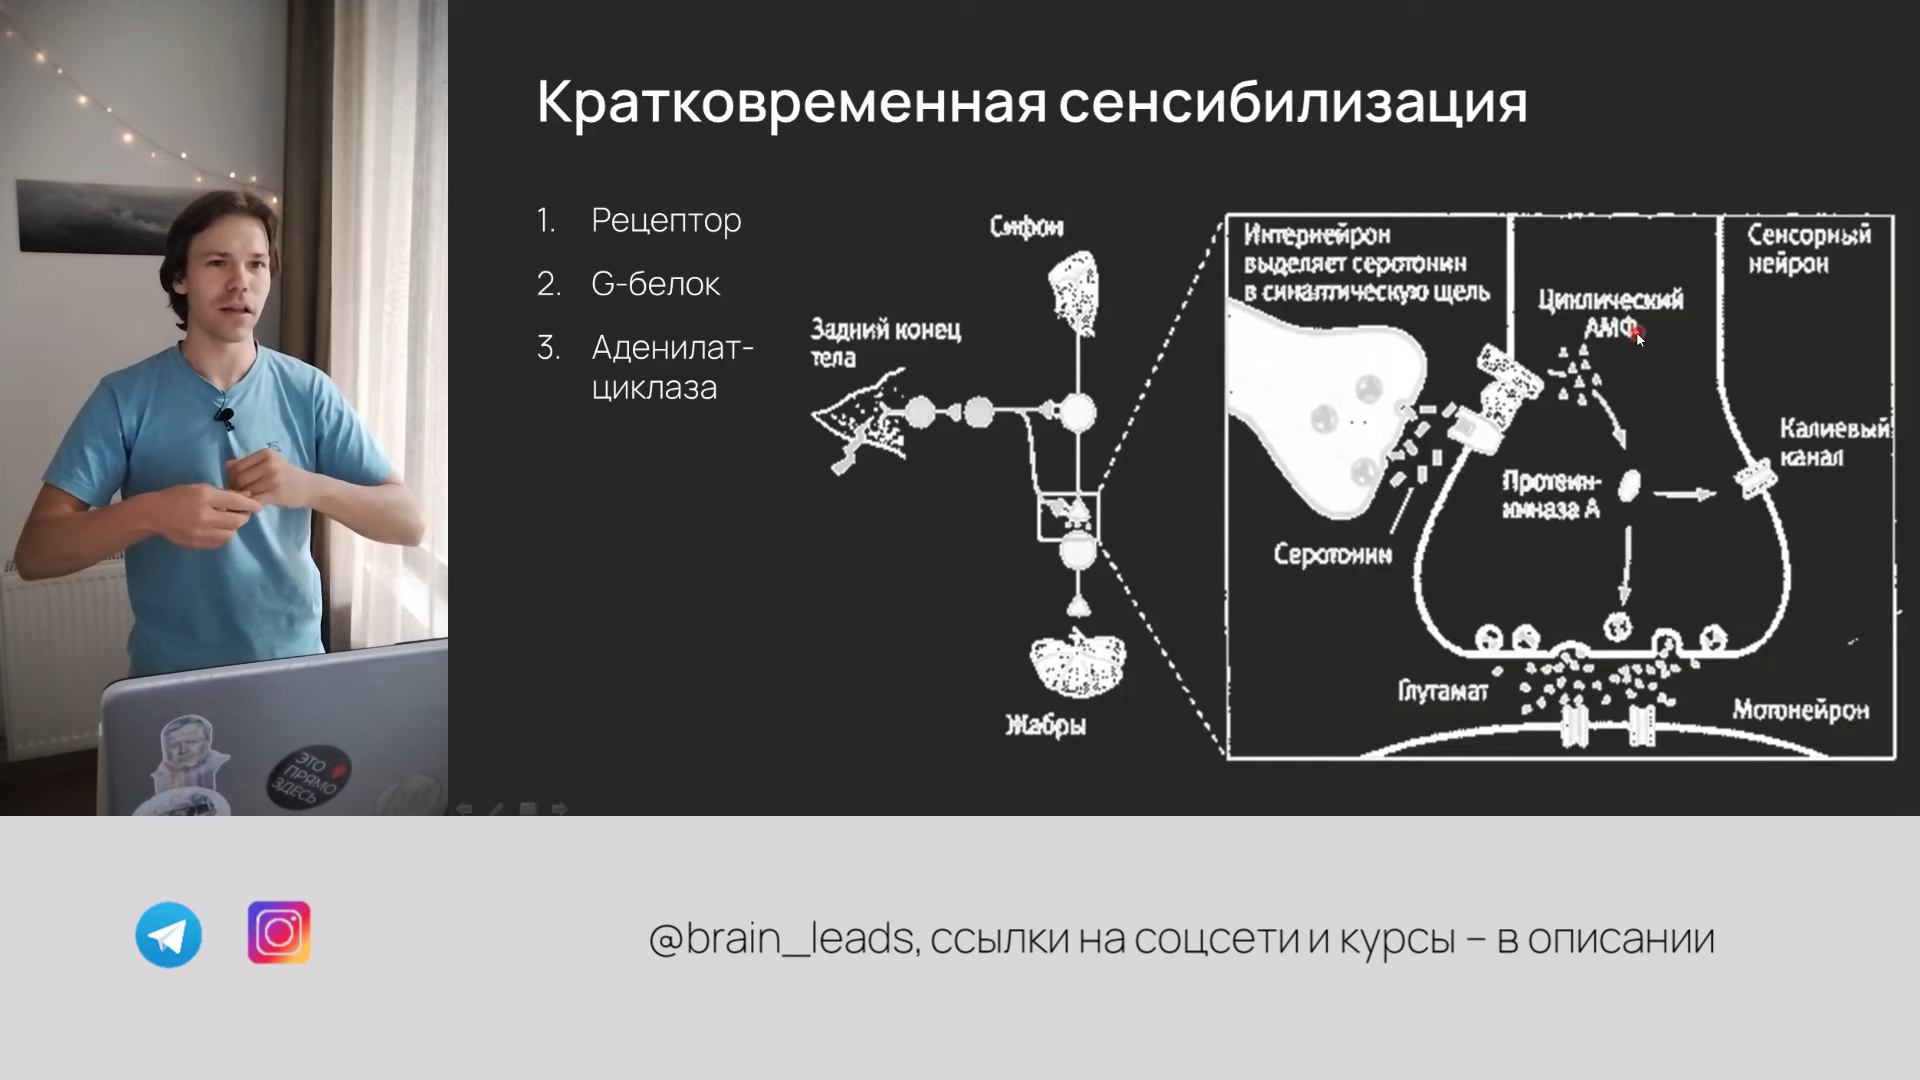 Кратковременная сенсибилизация
1. Рецептор
2. G-белок
3. Аденилат-
циклаза
Сифон
Задний конец
тела
Жабры
Интернейрон
выделяет серотонин
в синаптическую щель
Циклический
АМФ
Сенсорный
нейрон
Калиевый
канал
Протеин-
киназа А
Серотонин
Глутамат
Мотонейрон
ЭТО
ПРЯМО
ЗДЕСЬ
@brain_leads, ссылки на соцсети и курсы – в описании